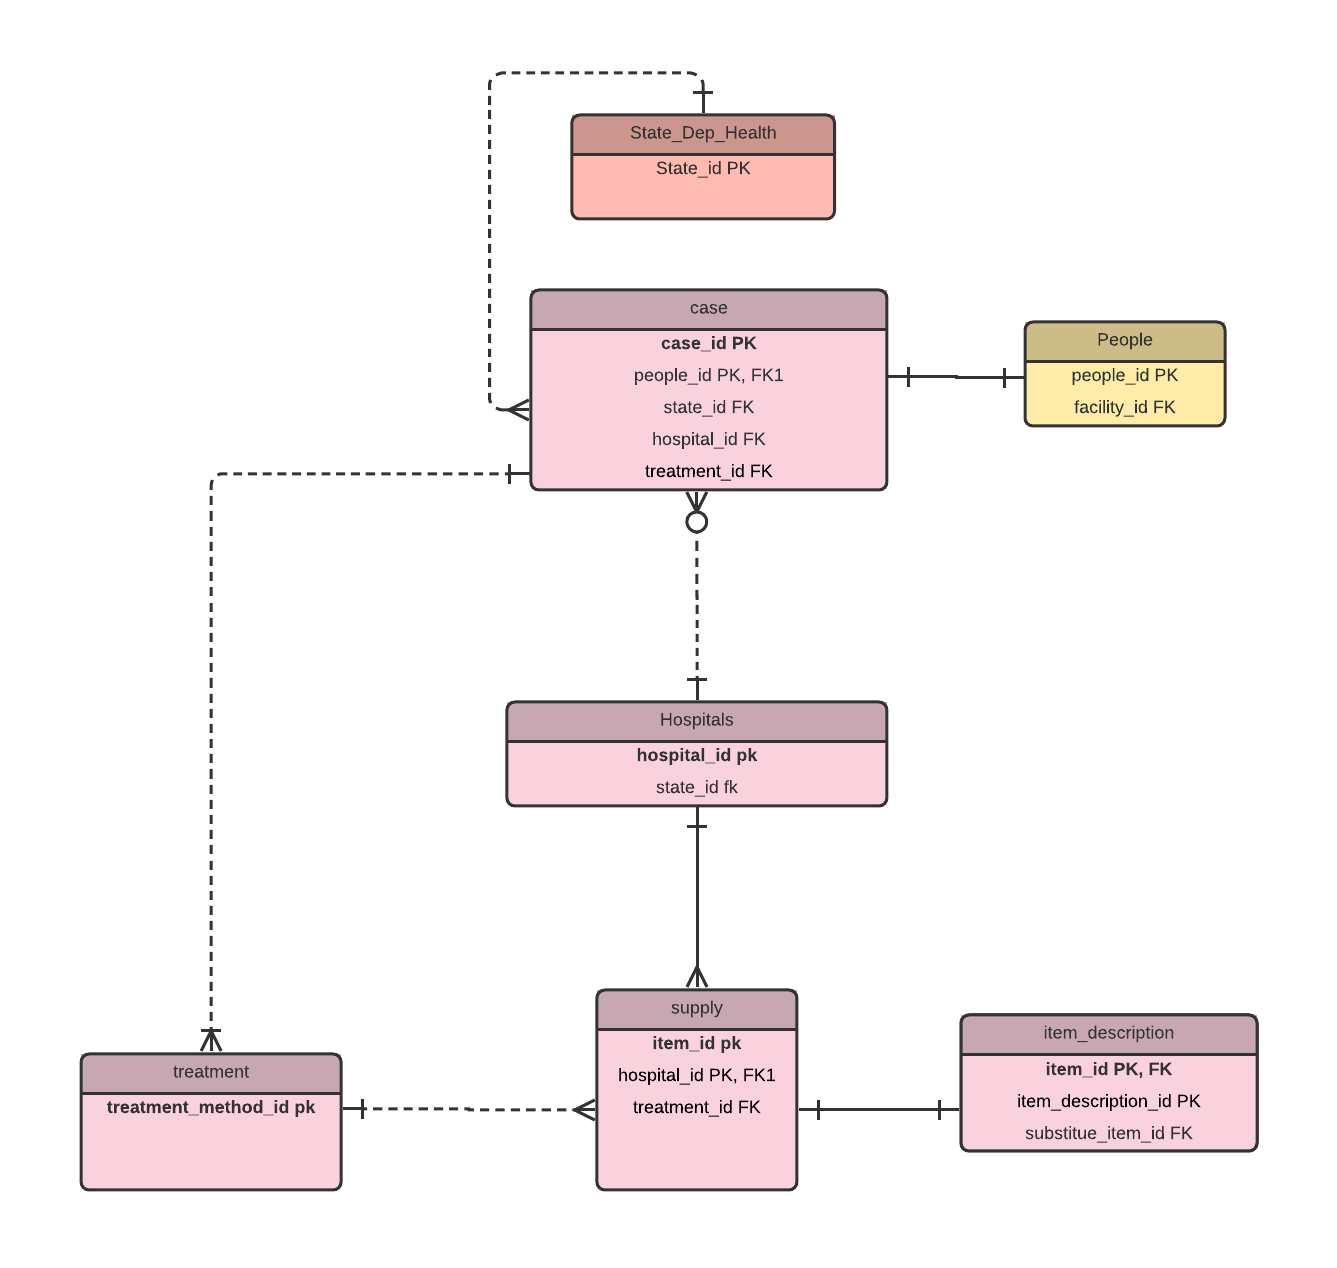 State_Dep_Health
State_id PK
case
case_id PK
people_id PK, FK1
state_id FK
hospital_id FK
treatment_id FK
People
people_id PK
facility_id FK
Hospitals
hospital_id pk
state_id fk
supply
item_id pk
hospital_id PK, FK1
treatment_id FK
item_description
item_id PK, FK
item_description_id PK
substitue_item_id FK
treatment
treatment_method_id pk